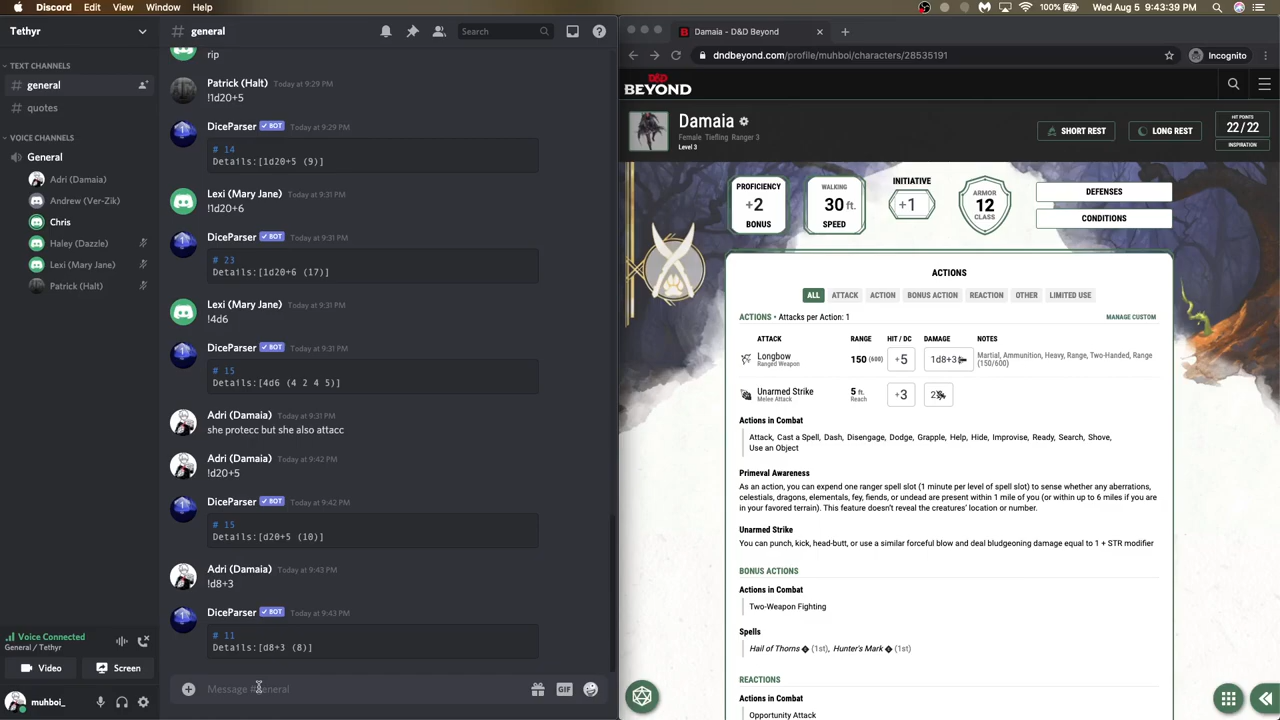 Tethyr
TEXT CHANNELS
# general
# quotes
VOICE CHANNELS
General
Adri (Damaia)
Andrew (Ver-Zik)
Chris
Haley (Dazzle)
Lexi (Mary Jane)
Patrick (Halt)
Voice Connected
General / Tethyr
Video
Screen
muhboi
# general
Search
rip
Patrick (Halt) Today at 9:29 PM
!1d20+5
DiceParser BOT Today at 9:29 PM
# 14
Details:[1d20+5 (9)]
Lexi (Mary Jane) Today at 9:31 PM
!1d20+6
DiceParser BOT Today at 9:31 PM
# 23
Details:[1d20+6 (17)]
Lexi (Mary Jane) Today at 9:31 PM
!4d6
DiceParser BOT Today at 9:31 PM
# 15
Details:[4d6 (4 2 4 5)]
Adri (Damaia) Today at 9:31 PM
she protecc but she also attacc
Adri (Damaia) Today at 9:42 PM
!d20+5
DiceParser BOT Today at 9:42 PM
# 15
Details:[d20+5 (10)]
Adri (Damaia) Today at 9:43 PM
!d8+3
DiceParser BOT Today at 9:43 PM
# 11
Details:[d8+3 (8)]
Message #general
GIF
Damaia - D&D Beyond
dndbeyond.com/profile/muhboi/characters/28535191
Incognito
D&D
BEYOND
Damaia
Female Tiefling Ranger 3
Level 3
SHORT REST
LONG REST
HIT POINTS
22/22
INSPIRATION
PROFICIENCY
+2
BONUS
WALKING
30 ft.
SPEED
INITIATIVE
+1
ARMOR
12
CLASS
DEFENSES
CONDITIONS
ACTIONS
ALL ATTACK ACTION BONUS ACTION REACTION OTHER LIMITED USE
ACTIONS • Attacks per Action: 1
MANAGE CUSTOM
ATTACK RANGE HIT / DC DAMAGE NOTES
Longbow 150 (600) +5 1d8+3 Martial, Ammunition, Heavy, Range, Two-Handed, Range
Ranged Weapon (150/600)
Unarmed Strike 5 ft. +3 2
Melee Attack Reach
Actions in Combat
Attack, Cast a Spell, Dash, Disengage, Dodge, Grapple, Help, Hide, Improvise, Ready, Search, Shove,
Use an Object
Primeval Awareness
As an action, you can expend one ranger spell slot (1 minute per level of spell slot) to sense whether any aberrations,
celestials, dragons, elementals, fey, fiends, or undead are present within 1 mile of you (or within up to 6 miles if you are
in your favored terrain). This feature doesn't reveal the creatures' location or number.
Unarmed Strike
You can punch, kick, head-butt, or use a similar forceful blow and deal bludgeoning damage equal to 1 + STR modifier
BONUS ACTIONS
Actions in Combat
Two-Weapon Fighting
Spells
Hail of Thorns (1st), Hunter's Mark (1st)
REACTIONS
Actions in Combat
Opportunity Attack